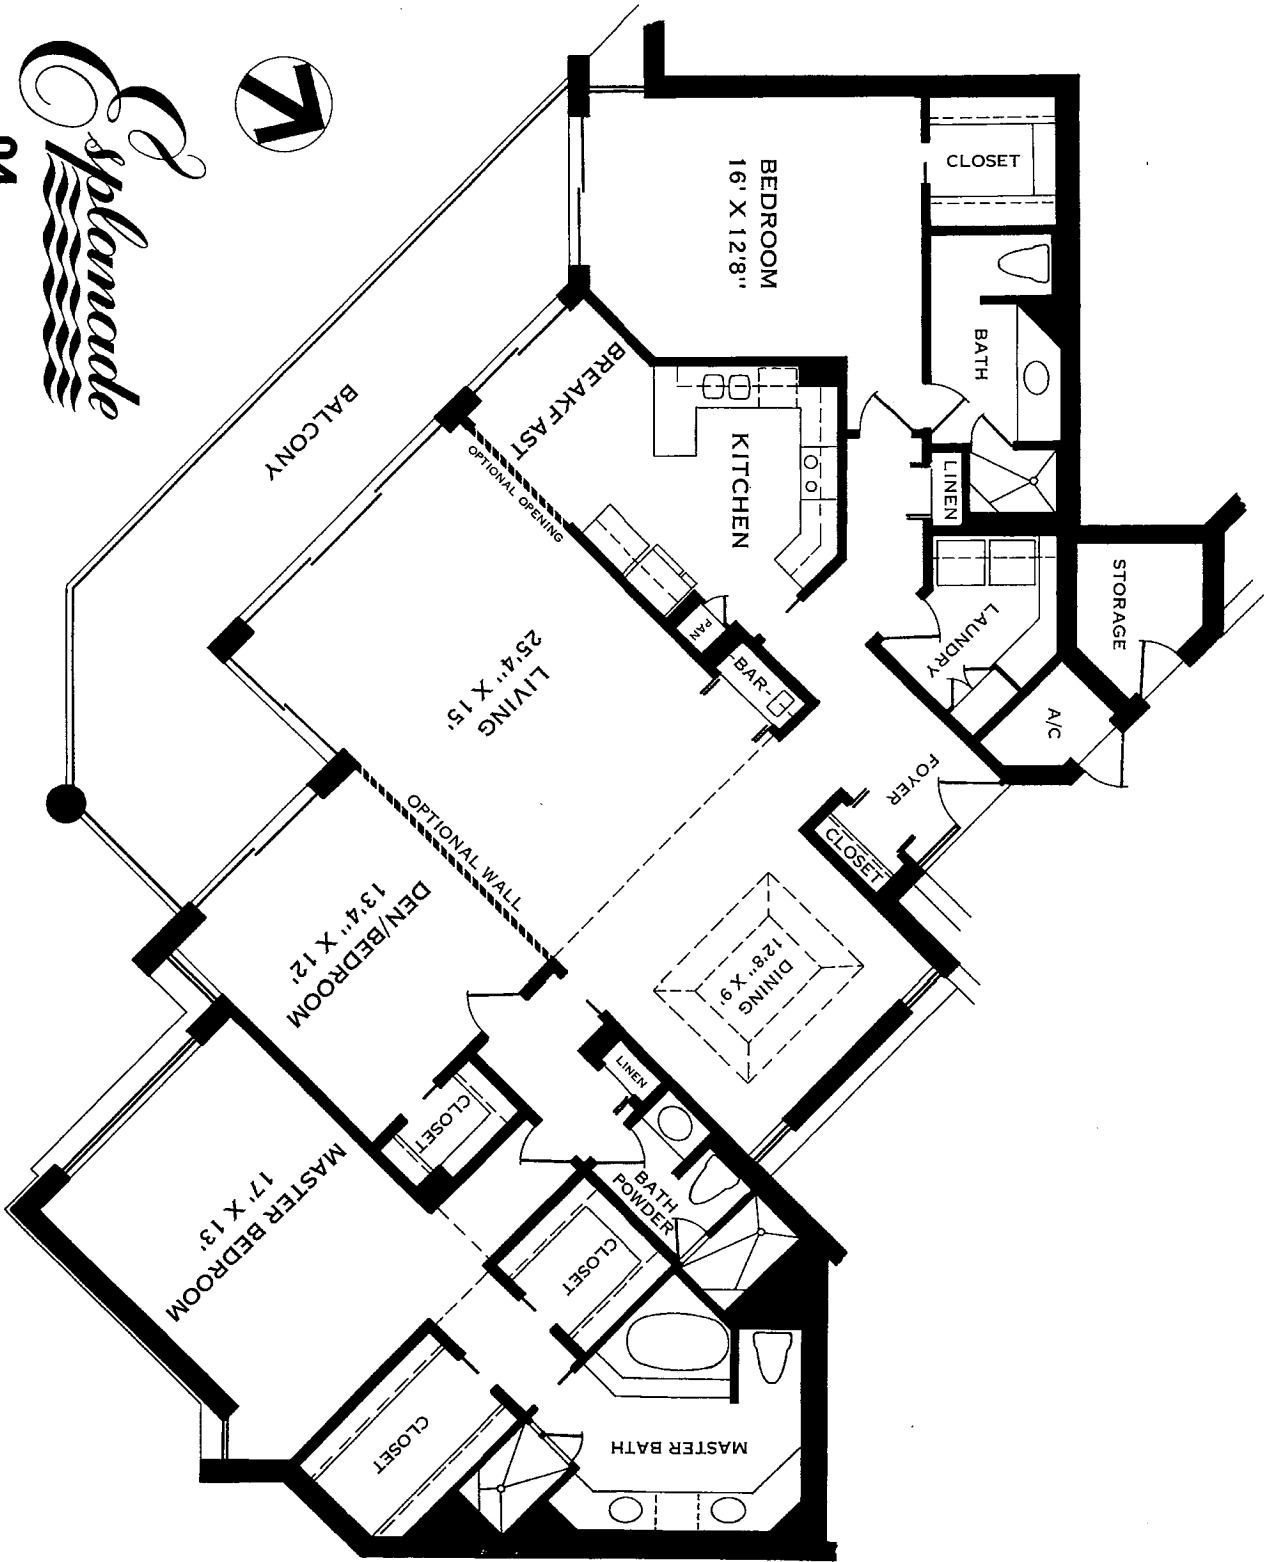 Esplanade
04
BALCONY
BEDROOM
16' X 12'8"
CLOSET
BATH
LINEN
BREAKFAST
OPTIONAL OPENING
KITCHEN
PAN
BAR
LAUNDRY
STORAGE
A/C
FOYER
CLOSET
LIVING
25'4" X 15'
OPTIONAL WALL
DINING
12'8" X 9'
DEN/BEDROOM
13'4" X 12'
CLOSET
LINEN
BATH
POWDER
MASTER BEDROOM
17' X 13'
CLOSET
CLOSET
MASTER BATH